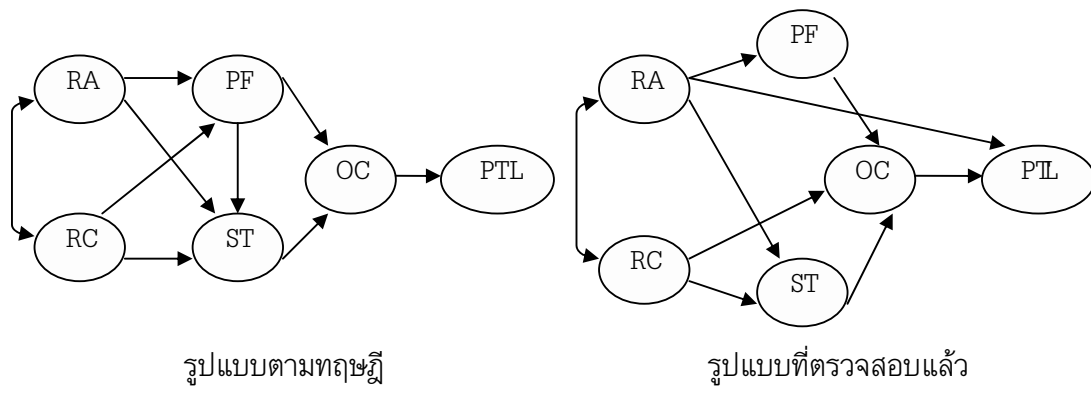 RA
PF
OC
PTL
RC
ST
รูปแบบตามทฤษฎี
PF
RA
OC
PTL
RC
ST
รูปแบบที่ตรวจสอบแล้ว